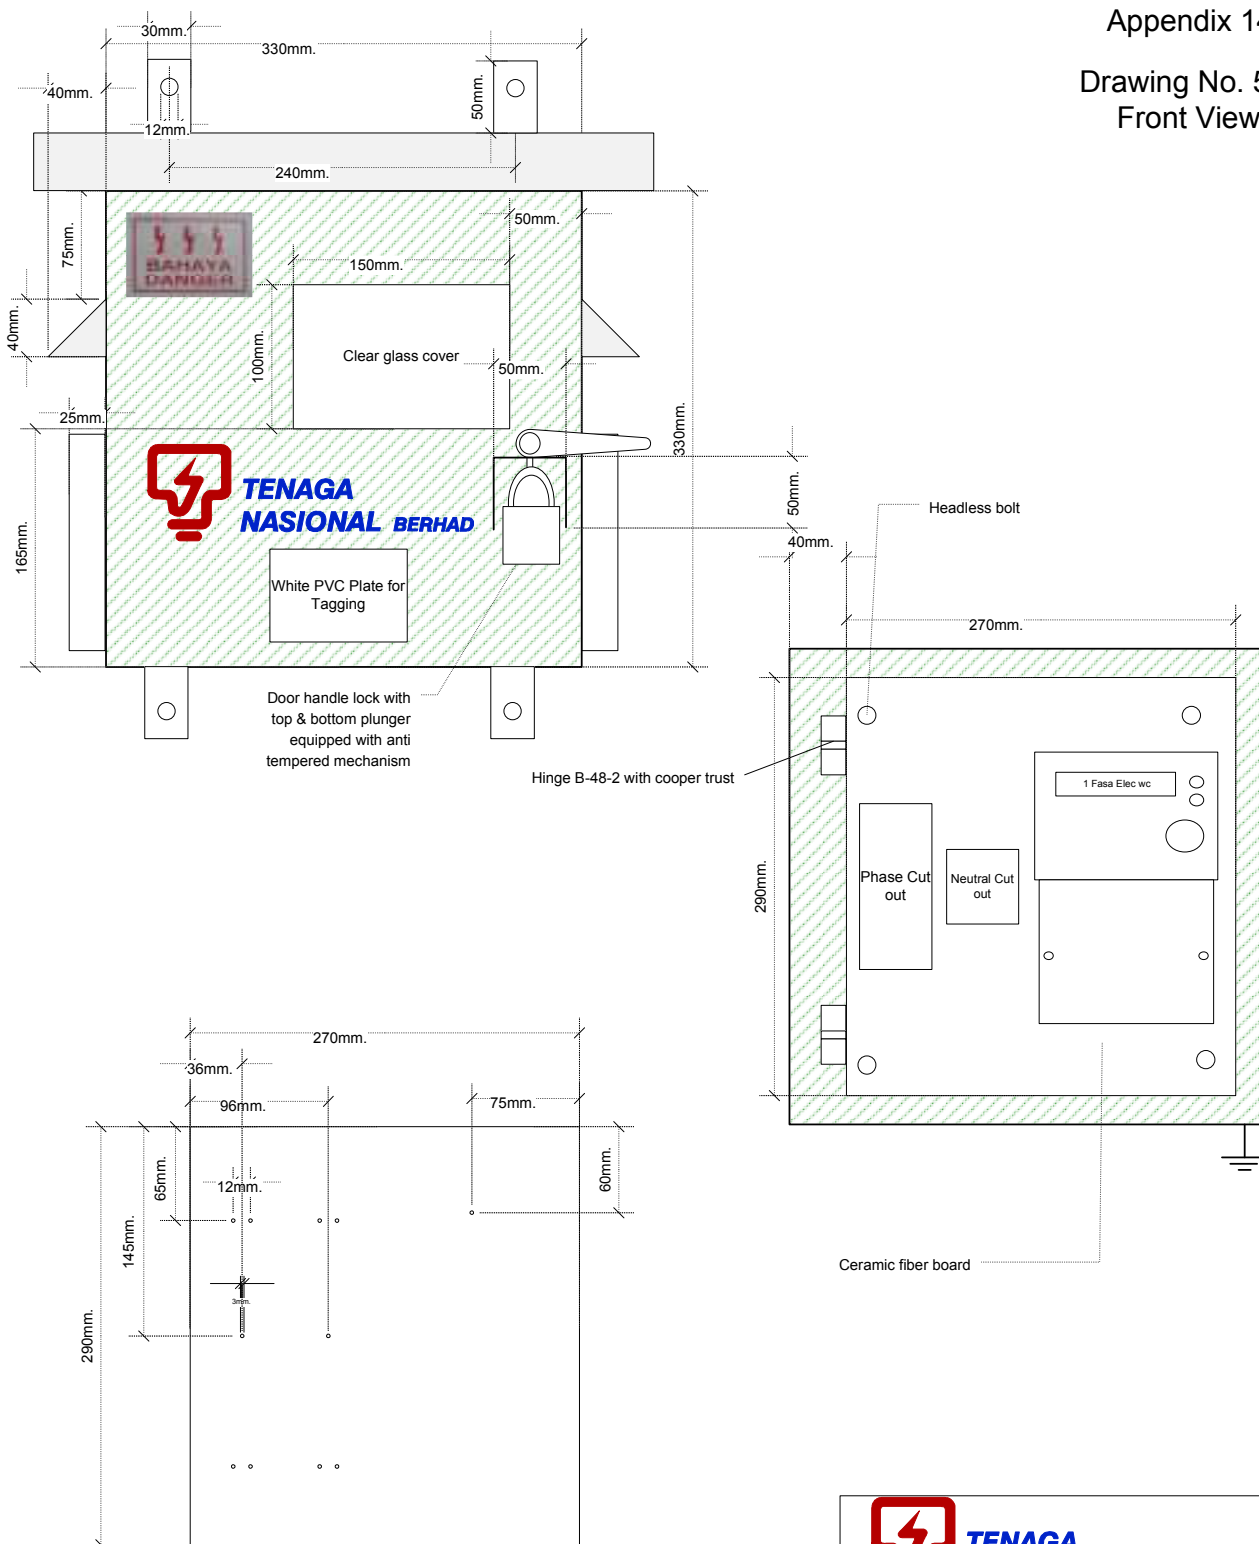 Appendix 14
Drawing No. 5
Front View
30mm.
330mm.
40mm.
50mm.
12mm.
240mm.
50mm.
75mm.
BAHAYA
DANGER
150mm.
40mm.
100mm.
Clear glass cover
50mm.
25mm.
330mm.
TENAGA
NASIONAL BERHAD
165mm.
50mm.
Headless bolt
40mm.
White PVC Plate for
Tagging
270mm.
Door handle lock with
top & bottom plunger
equipped with anti
tempered mechanism
Hinge B-48-2 with cooper trust
1 Fasa Elec wc
290mm.
Phase Cut
out
Neutral Cut
out
270mm.
36mm.
96mm.
75mm.
65mm.
12mm.
60mm.
145mm.
3mm.
290mm.
Ceramic fiber board
TENAGA